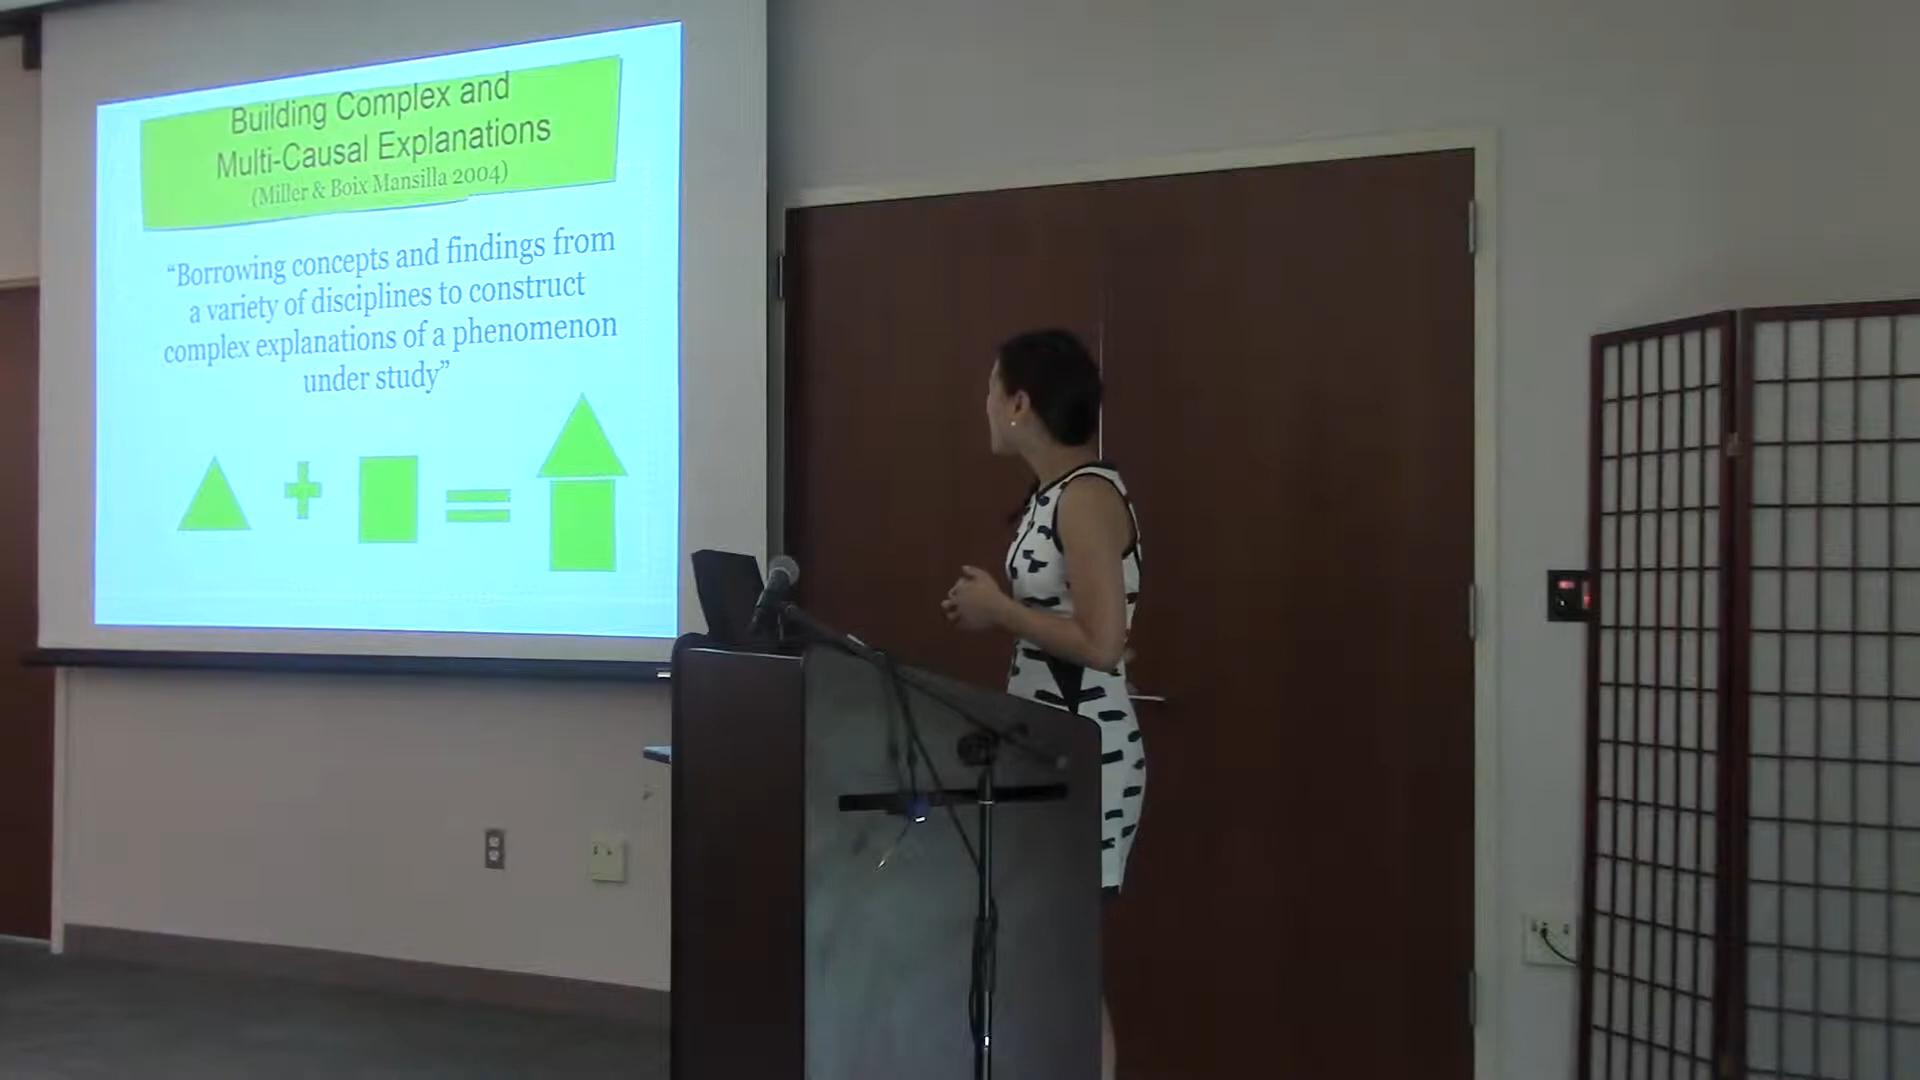 Building Complex and
Multi-Causal Explanations
(Miller & Boix Mansilla 2004)
“Borrowing concepts and findings from
a variety of disciplines to construct
complex explanations of a phenomenon
under study”